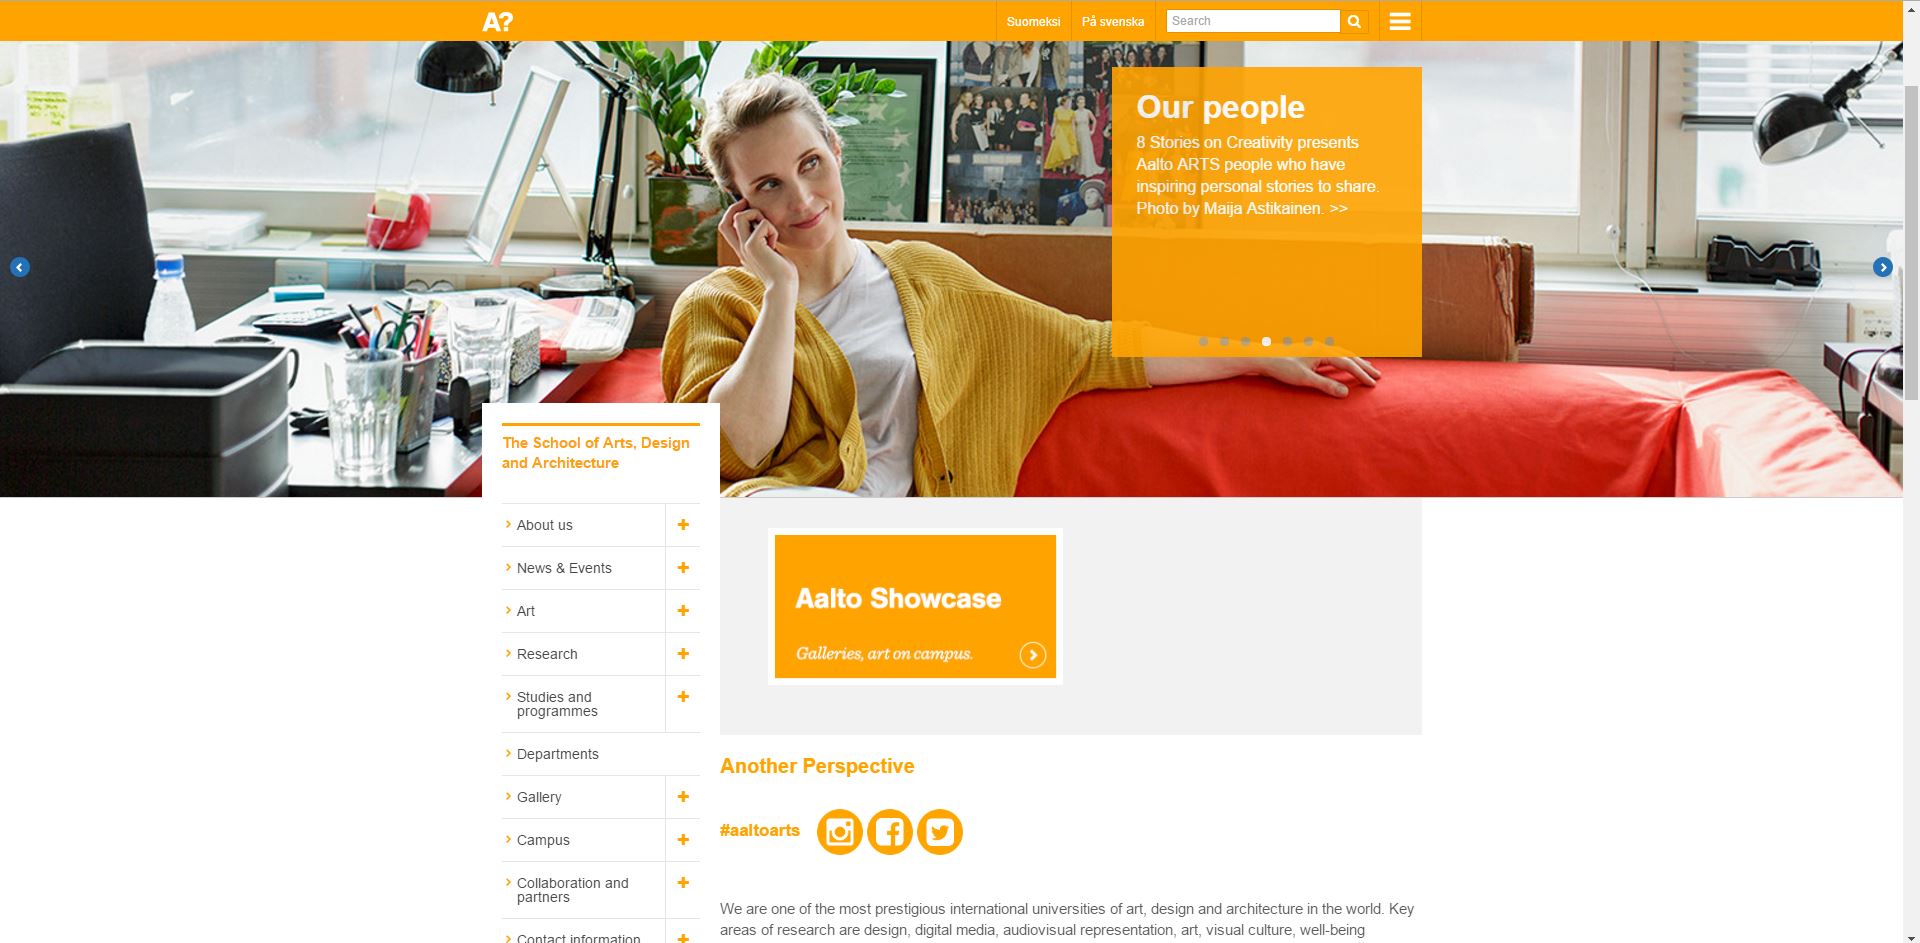 A?
Suomeksi
På svenska
Search
Our people
8 Stories on Creativity presents
Aalto ARTS people who have
inspiring personal stories to share.
Photo by Maija Astikainen. >>
The School of Arts, Design
and Architecture
About us
News & Events
Art
Research
Studies and
programmes
Departments
Gallery
Campus
Collaboration and
partners
Contact information
Aalto Showcase
Galleries, art on campus.
Another Perspective
#aaltoarts
We are one of the most prestigious international universities of art, design and architecture in the world. Key
areas of research are design, digital media, audiovisual representation, art, visual culture, well-being